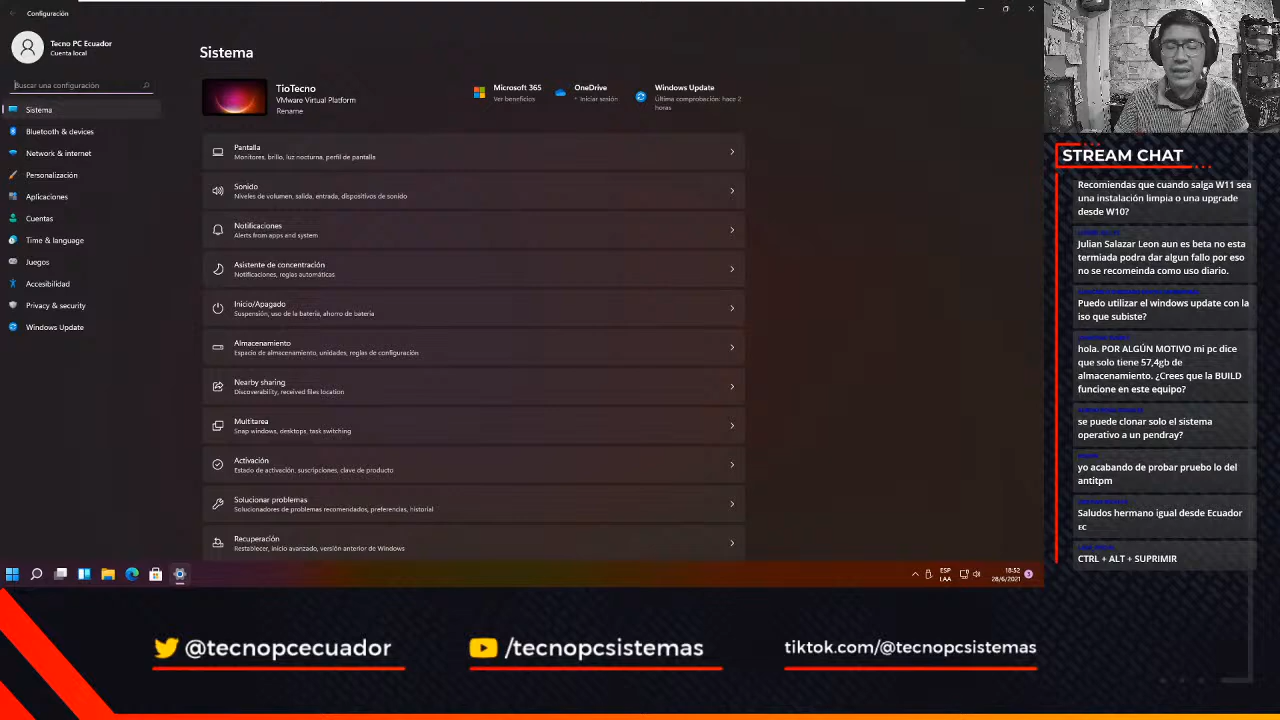 Configuración
Tecno PC Ecuador
Cuenta local
Buscar una configuración
Sistema
Bluetooth & devices
Network & internet
Personalización
Aplicaciones
Cuentas
Time & language
Juegos
Accesibilidad
Privacy & security
Windows Update
Sistema
TioTecno
VMware Virtual Platform
Rename
Microsoft 365
Ver beneficios
OneDrive
• Iniciar sesión
Windows Update
Última comprobación: hace 2
horas
Pantalla
Monitores, brillo, luz nocturna, perfil de pantalla
Sonido
Niveles de volumen, salida, entrada, dispositivos de sonido
Notificaciones
Alerts from apps and system
Asistente de concentración
Notificaciones, reglas automáticas
Inicio/Apagado
Suspensión, uso de la batería, ahorro de batería
Almacenamiento
Espacio de almacenamiento, unidades, reglas de configuración
Nearby sharing
Discoverability, received files location
Multitarea
Snap windows, desktops, task switching
Activación
Estado de activación, suscripciones, clave de producto
Solucionar problemas
Solucionadores de problemas recomendados, preferencias, historial
Recuperación
Restablecer, inicio avanzado, versión anterior de Windows
ESP
LAA
18:52
28/6/2021
3
STREAM CHAT
Recomiendas que cuando salga W11 sea
una instalación limpia o una upgrade
desde W10?
Julian Salazar Leon aun es beta no esta
termiada podra dar algun fallo por eso
no se recomeinda como uso diario.
Puedo utilizar el windows update con la
iso que subiste?
hola. POR ALGÚN MOTIVO mi pc dice
que solo tiene 57,4gb de
almacenamiento. ¿Crees que la BUILD
funcione en este equipo?
se puede clonar solo el sistema
operativo a un pendray?
yo acabando de probar pruebo lo del
antitpm
Saludos hermano igual desde Ecuador
EC
CTRL + ALT + SUPRIMIR
@tecnopcecuador
/tecnopcsistemas
tiktok.com/@tecnopcsistemas